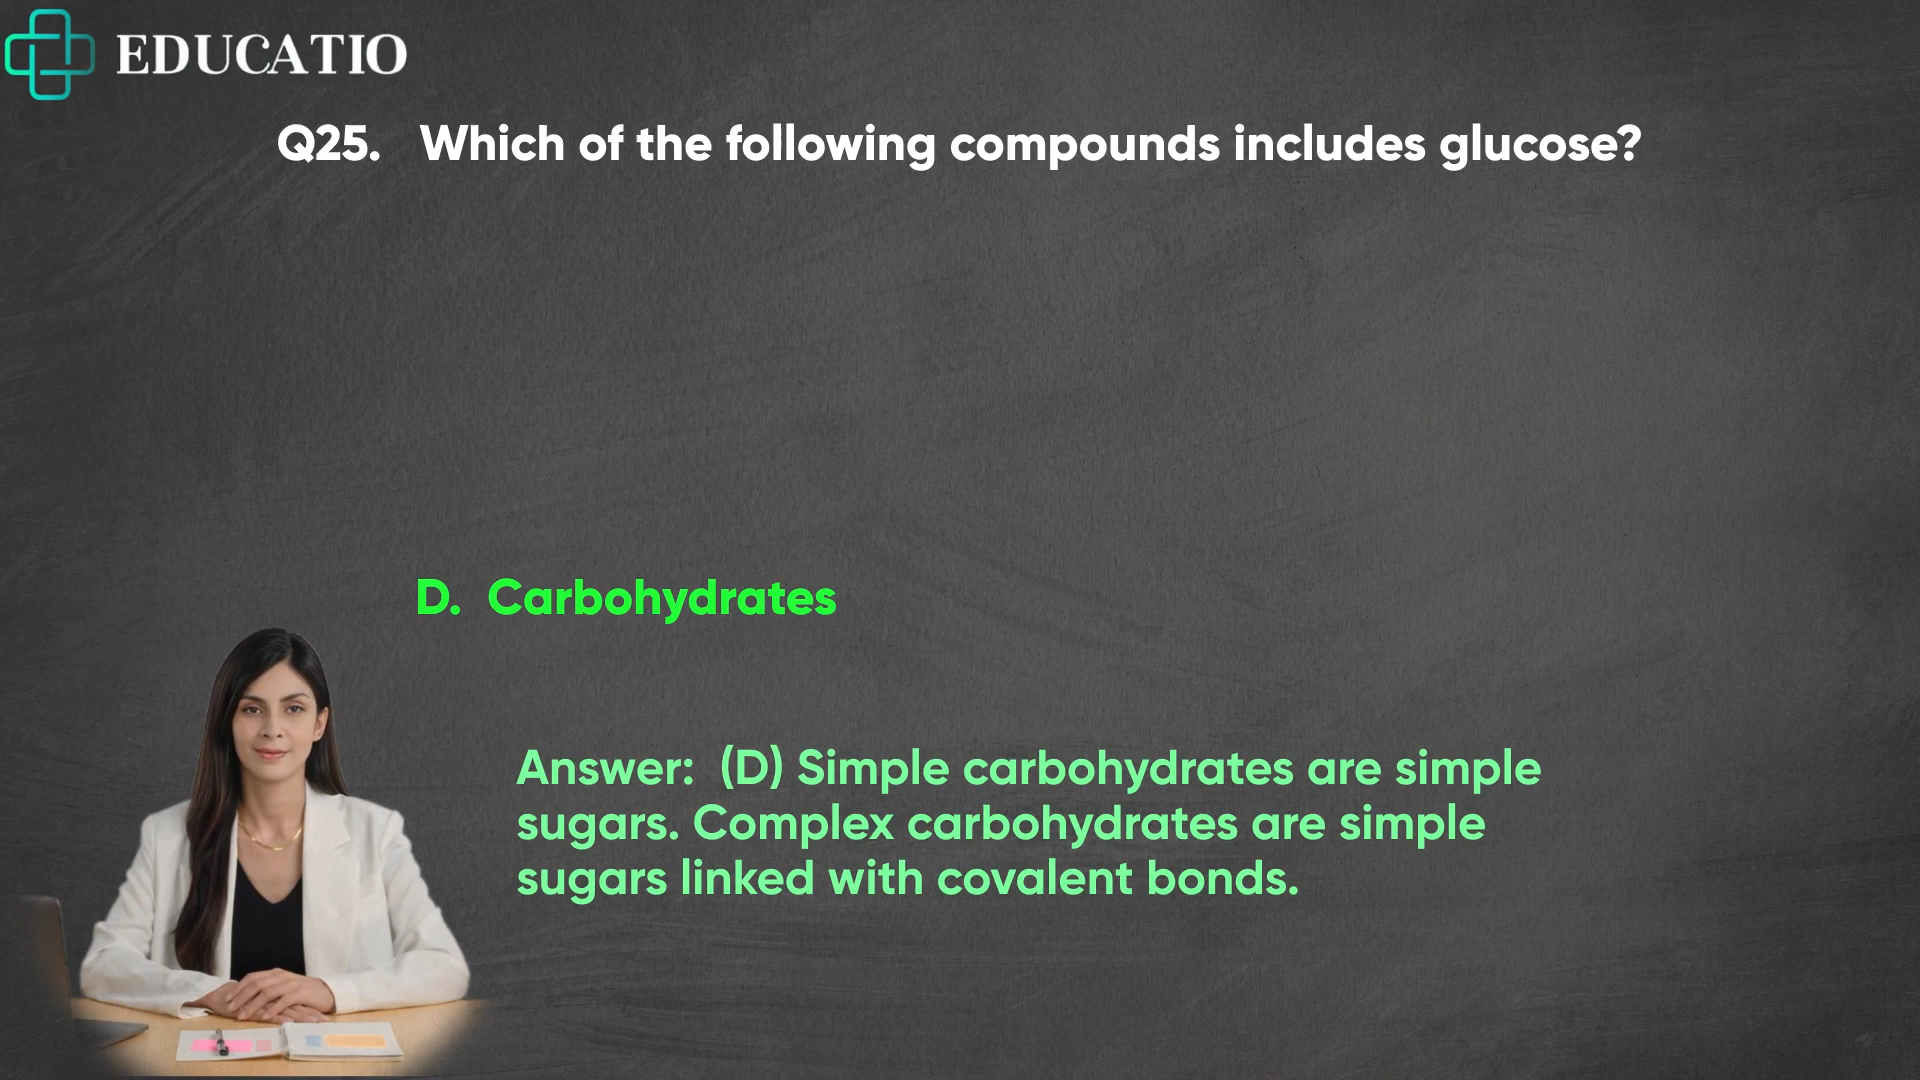 EDUCATIO
Q25. Which of the following compounds includes glucose?
D. Carbohydrates
Answer: (D) Simple carbohydrates are simple
sugars. Complex carbohydrates are simple
sugars linked with covalent bonds.